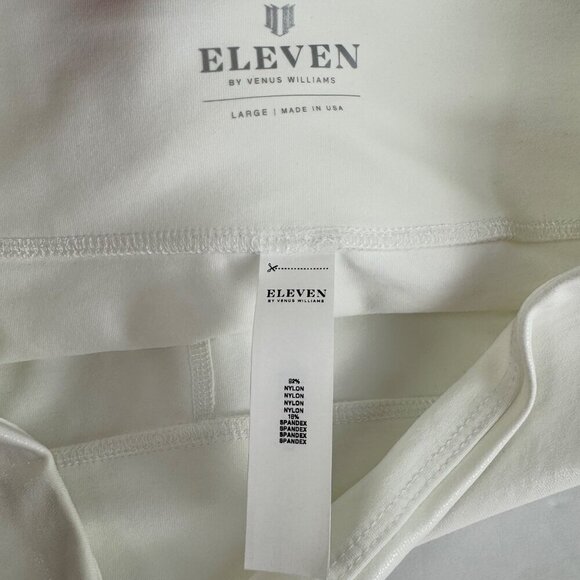 ELEVEN
BY VENUS WILLIAMS
LARGE | MADE IN USA
ELEVEN
BY VENUS WILLIAMS
82%
NYLON
NYLON
NYLON
NYLON
18%
SPANDEX
SPANDEX
SPANDEX
SPANDEX